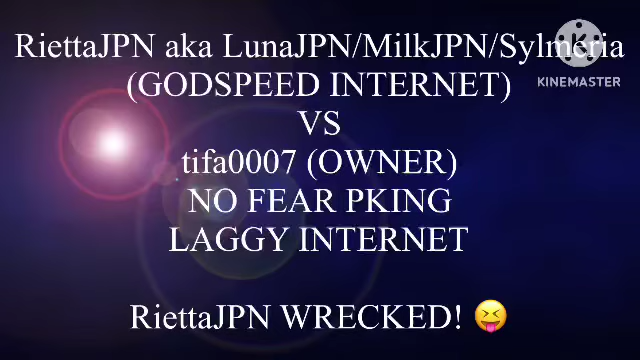 RiettaJPN aka LunaJPN/MilkJPN/Sylmeria
(GODSPEED INTERNET)
VS
tifa0007 (OWNER)
NO FEAR PKING
LAGGY INTERNET
RiettaJPN WRECKED! 😝
KINEMASTER